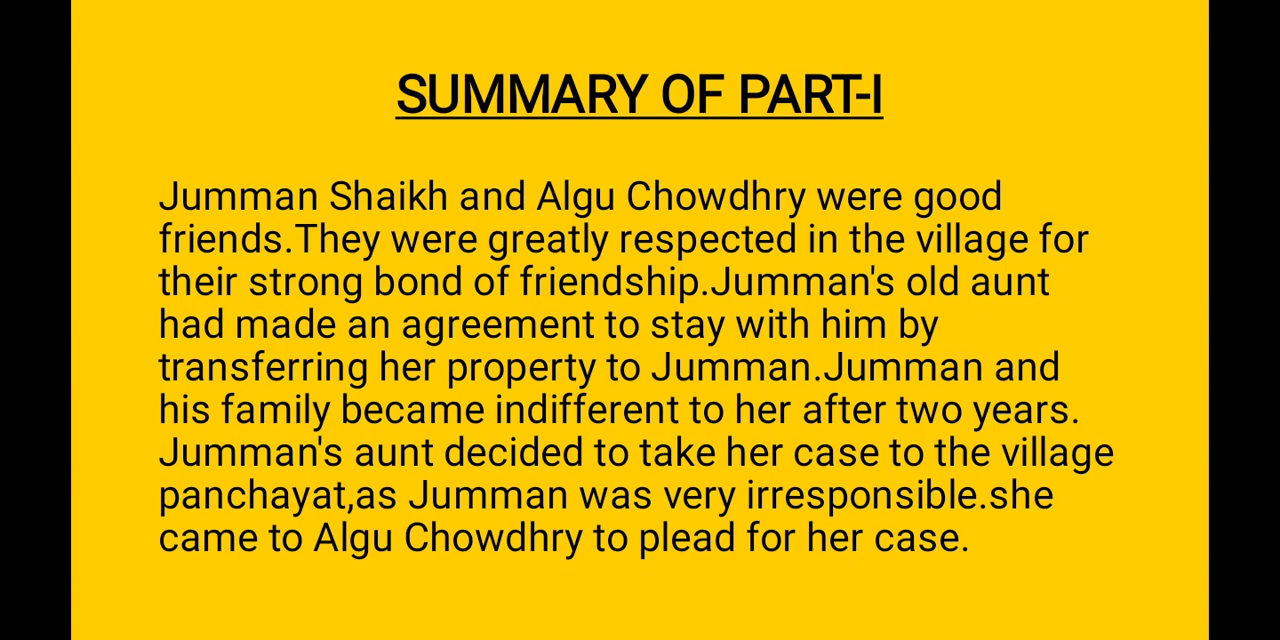 SUMMARY OF PART-I
Jumman Shaikh and Algu Chowdhry were good
friends.They were greatly respected in the village for
their strong bond of friendship.Jumman's old aunt
had made an agreement to stay with him by
transferring her property to Jumman.Jumman and
his family became indifferent to her after two years.
Jumman's aunt decided to take her case to the village
panchayat,as Jumman was very irresponsible.she
came to Algu Chowdhry to plead for her case.